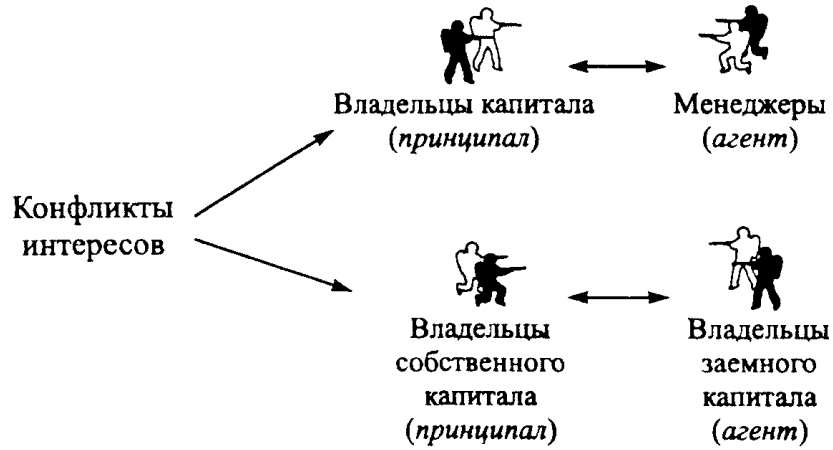 Владельцы капитала
(принципал)
Менеджеры
(агент)
Конфликты
интересов
Владельцы
собственного
капитала
(принципал)
Владельцы
заемного
капитала
(агент)